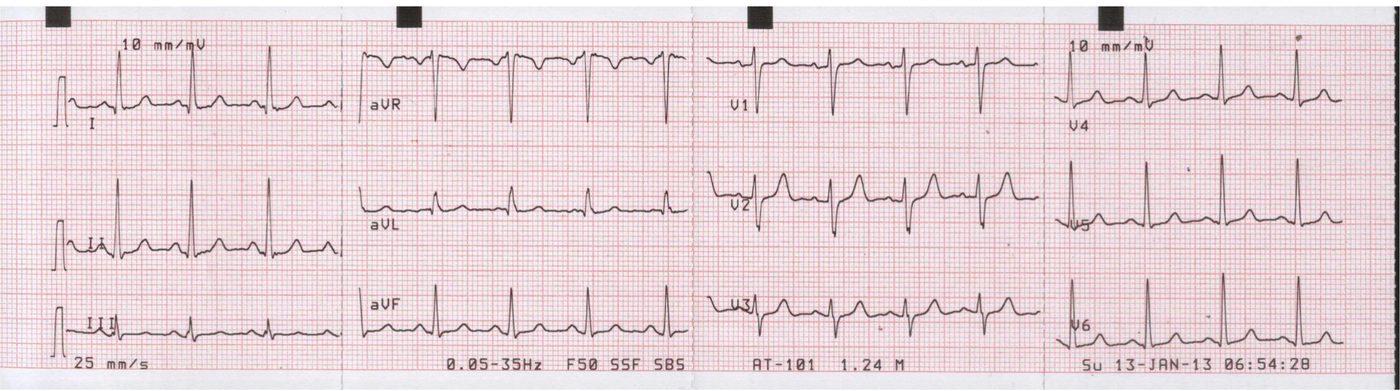 10 mm/mV
I
II
III
25 mm/s
aVR
aVL
aVF
0.05-35Hz F50 SSF SBS
V1
V2
V3
AT-101 1.24 M
10 mm/mV
V4
V5
V6
Su 13-JAN-13 06:54:28